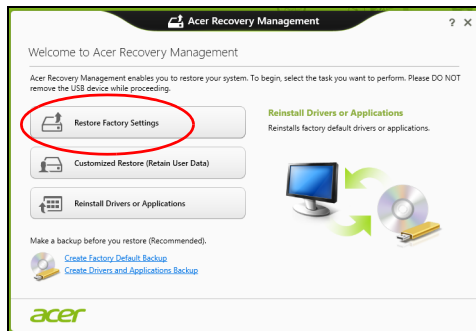 Acer Recovery Management
? X
Welcome to Acer Recovery Management
Acer Recovery Management enables you to restore your system. To begin, select the task you want to perform. Please DO NOT
remove the USB device while proceeding.
Restore Factory Settings
Customized Restore (Retain User Data)
Reinstall Drivers or Applications
Reinstall Drivers or Applications
Reinstalls factory default drivers or applications.
Make a backup before you restore (Recommended).
Create Factory Default Backup
Create Drivers and Applications Backup
acer